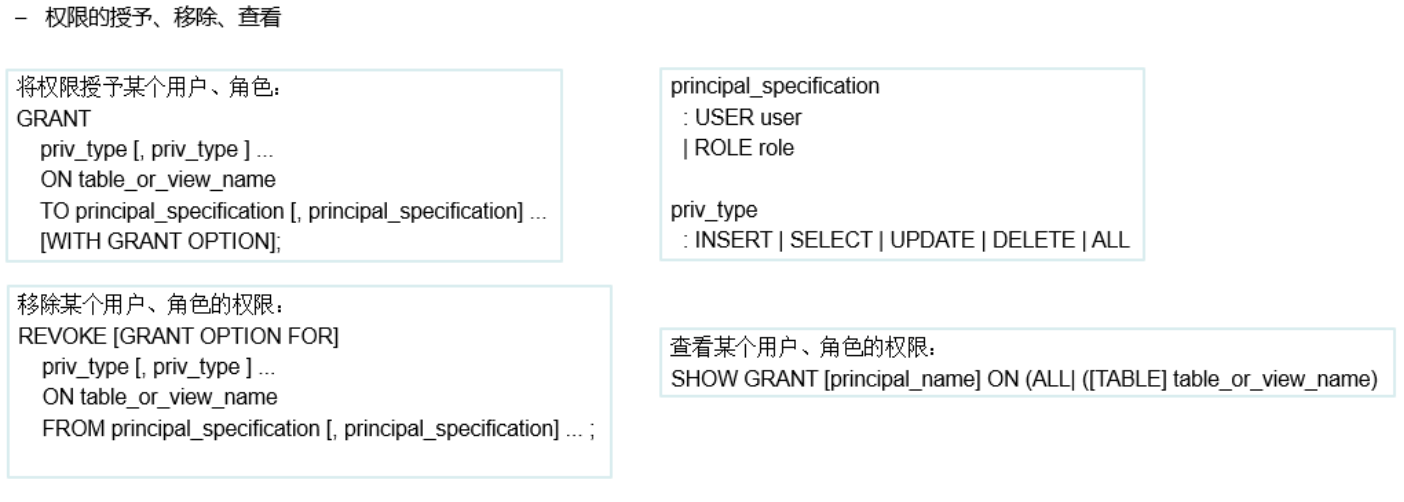 – 权限的授予、移除、查看
将权限授予某个用户、角色：
GRANT
priv_type [, priv_type ] ...
ON table_or_view_name
TO principal_specification [, principal_specification] ...
[WITH GRANT OPTION];
principal_specification
: USER user
| ROLE role
priv_type
: INSERT | SELECT | UPDATE | DELETE | ALL
移除某个用户、角色的权限：
REVOKE [GRANT OPTION FOR]
priv_type [, priv_type ] ...
ON table_or_view_name
FROM principal_specification [, principal_specification] ... ;
查看某个用户、角色的权限：
SHOW GRANT [principal_name] ON (ALL| ([TABLE] table_or_view_name)